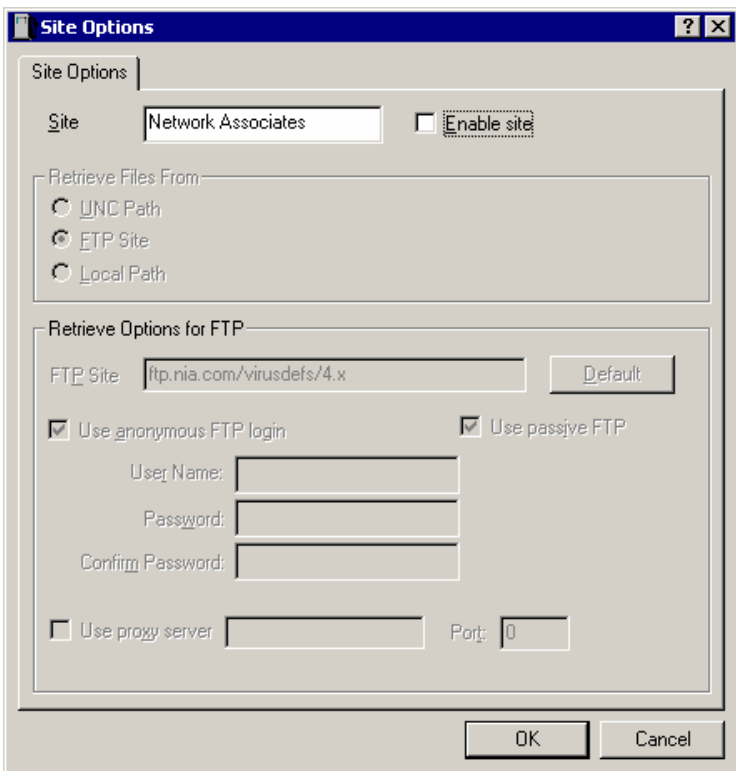 Site Options
Site Options
Site Network Associates Enable site
Retrieve Files From
UNC Path
FTP Site
Local Path
Retrieve Options for FTP
FTP Site ftp.nia.com/virusdefs/4.x Default
Use anonymous FTP login Use passive FTP
User Name:
Password:
Confirm Password:
Use proxy server Port: 0
OK Cancel